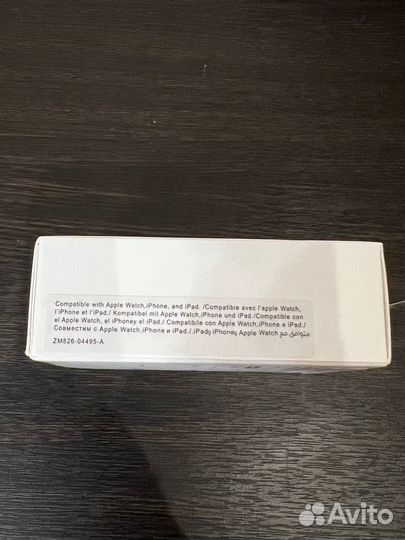 Compatible with Apple Watch,iPhone, and iPad. /Compatible avec l'apple Watch,
l'iPhone et l'iPad./ Kompatibel mit Apple Watch,iPhone und iPad./Compatible con
el Apple Watch, el iPhoney el iPad./ Compatibile con Apple Watch,iPhone e iPad./
Совместим с Apple Watch,iPhone и iPad./.iPadو iPhoneو Apple Watch متوافق مع
ZM826-04495-A
Avito